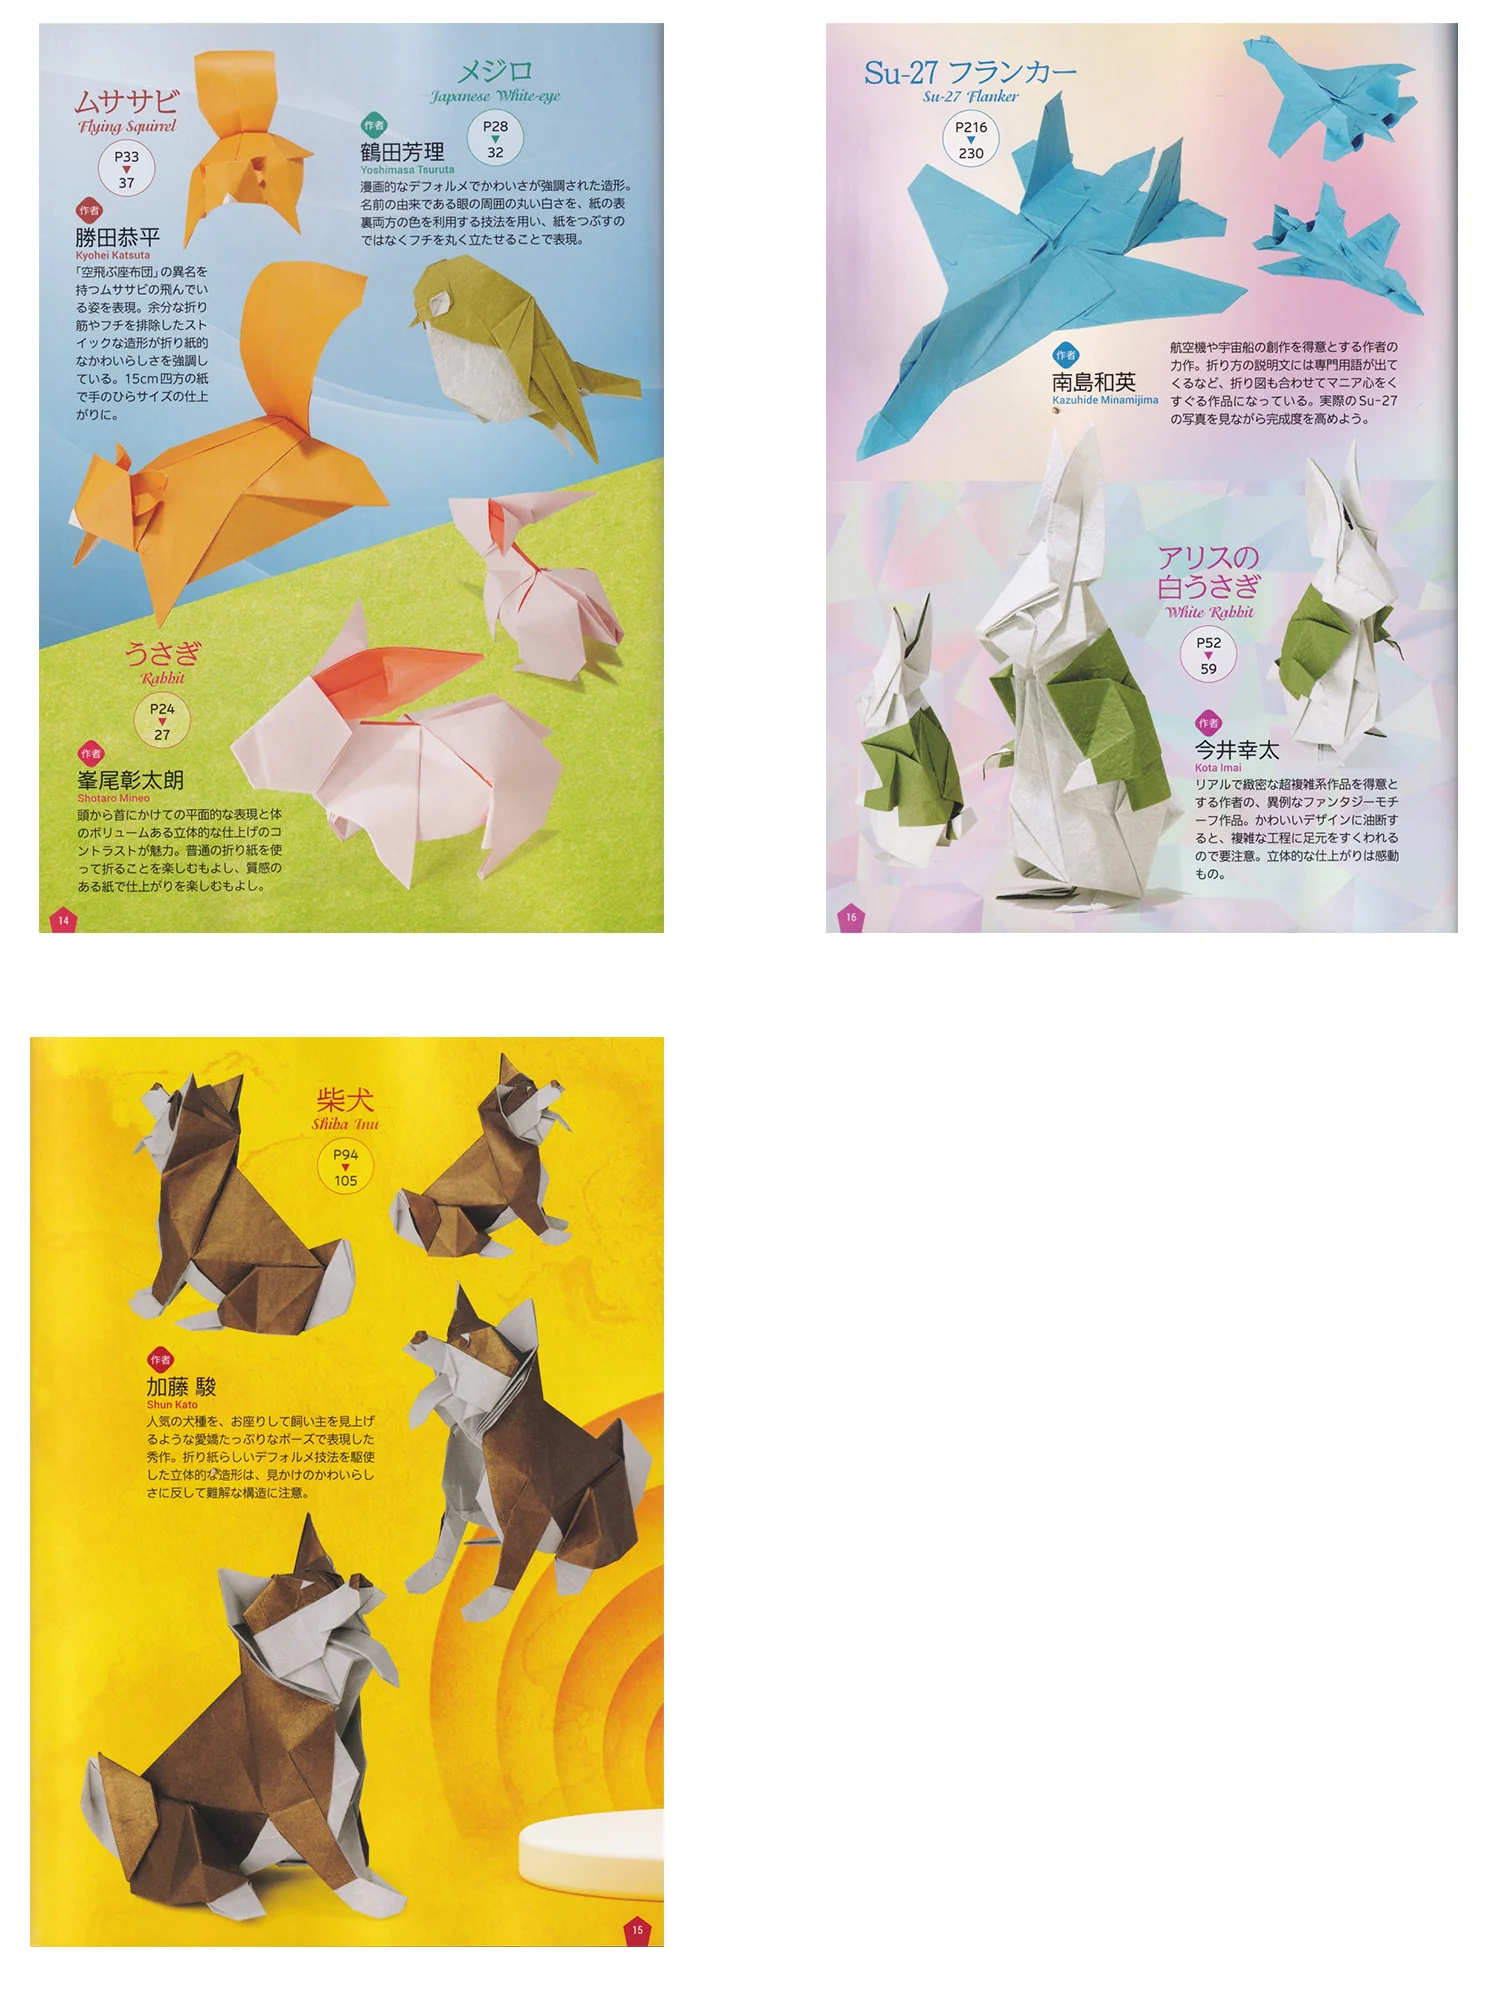 ムササビ
Flying Squirrel
P33
▼
37
作者
勝田恭平
Kyohei Katsuta
「空飛ぶ座布団」の異名を
持つムササビの飛んでい
る姿を表現。余分な折り
筋やフチを排除したスト
イックな造形が折り紙的
なかわいらしさを強調し
ている。15cm四方の紙
で手のひらサイズの仕上
がりに。
メジロ
Japanese White-eye
P28
▼
32
作者
鶴田芳理
Yoshimasa Tsuruta
漫画的なデフォルメでかわいさが強調された造形。
名前の由来である眼の周囲の丸い白さを、紙の表
裏両方の色を利用する技法を用い、紙をつぶすの
ではなくフチを丸く立たせることで表現。
うさぎ
Rabbit
P24
▼
27
作者
峯尾彰太朗
Shotaro Mineo
頭から首にかけての平面的な表現と体
のボリュームある立体的な仕上げのコ
ントラストが魅力。普通の折り紙を使
って折ることを楽しむもよし、質感の
ある紙で仕上がりを楽しむもよし。
14
Su-27 フランカー
Su-27 Flanker
P216
▼
230
作者
南島和英
Kazuhide Minamijima
航空機や宇宙船の創作を得意とする作者の
力作。折り方の説明文には専門用語が出て
くるなど、折り図も合わせてマニア心をく
すぐる作品になっている。実際のSu-27
の写真を見ながら完成度を高めよう。
アリスの
白うさぎ
White Rabbit
P52
▼
59
作者
今井幸太
Kota Imai
リアルで緻密な超複雑系作品を得意と
する作者の、異例なファンタジーモチ
ーフ作品。かわいいデザインに油断す
ると、複雑な工程に足元をすくわれる
ので要注意。立体的な仕上がりは感動
もの。
16
柴犬
Shiba Inu
P94
▼
105
作者
加藤 駿
Shun Kato
人気の犬種を、お座りして飼い主を見上げ
るような愛嬌たっぷりなポーズで表現した
秀作。折り紙らしいデフォルメ技法を駆使
した立体的な造形は、見かけのかわいらし
さに反して難解な構造に注意。
15